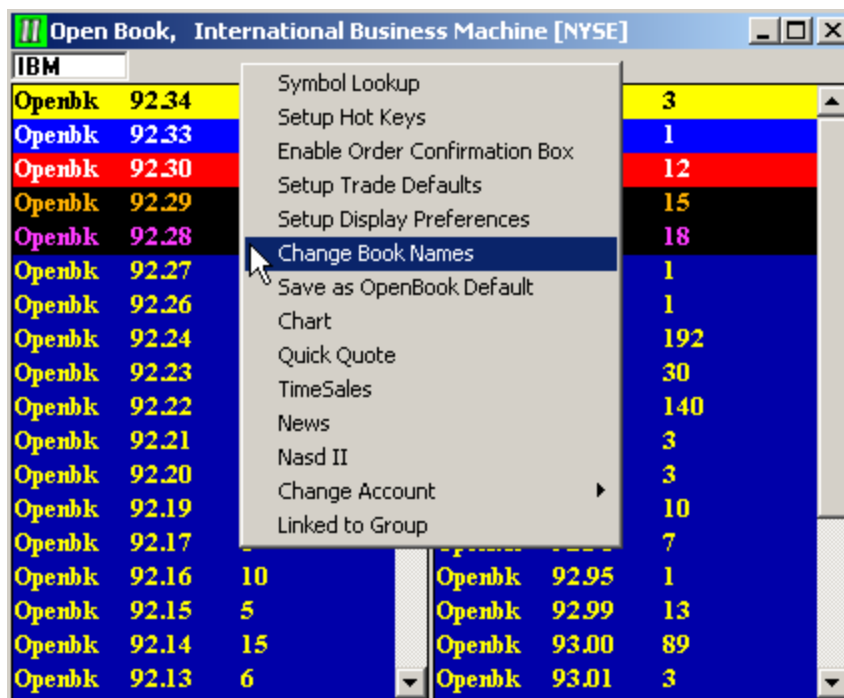 Open Book, International Business Machine [NYSE]
IBM
Openbk 92.34 3
Openbk 92.33 1
Openbk 92.30 12
Openbk 92.29 15
Openbk 92.28 18
Openbk 92.27 1
Openbk 92.26 1
Openbk 92.24 192
Openbk 92.23 30
Openbk 92.22 140
Openbk 92.21 3
Openbk 92.20 3
Openbk 92.19 10
Openbk 92.17 7
Openbk 92.16 10 Openbk 92.95 1
Openbk 92.15 5 Openbk 92.99 13
Openbk 92.14 15 Openbk 93.00 89
Openbk 92.13 6 Openbk 93.01 3
Symbol Lookup
Setup Hot Keys
Enable Order Confirmation Box
Setup Trade Defaults
Setup Display Preferences
Change Book Names
Save as OpenBook Default
Chart
Quick Quote
TimeSales
News
Nasd II
Change Account
Linked to Group